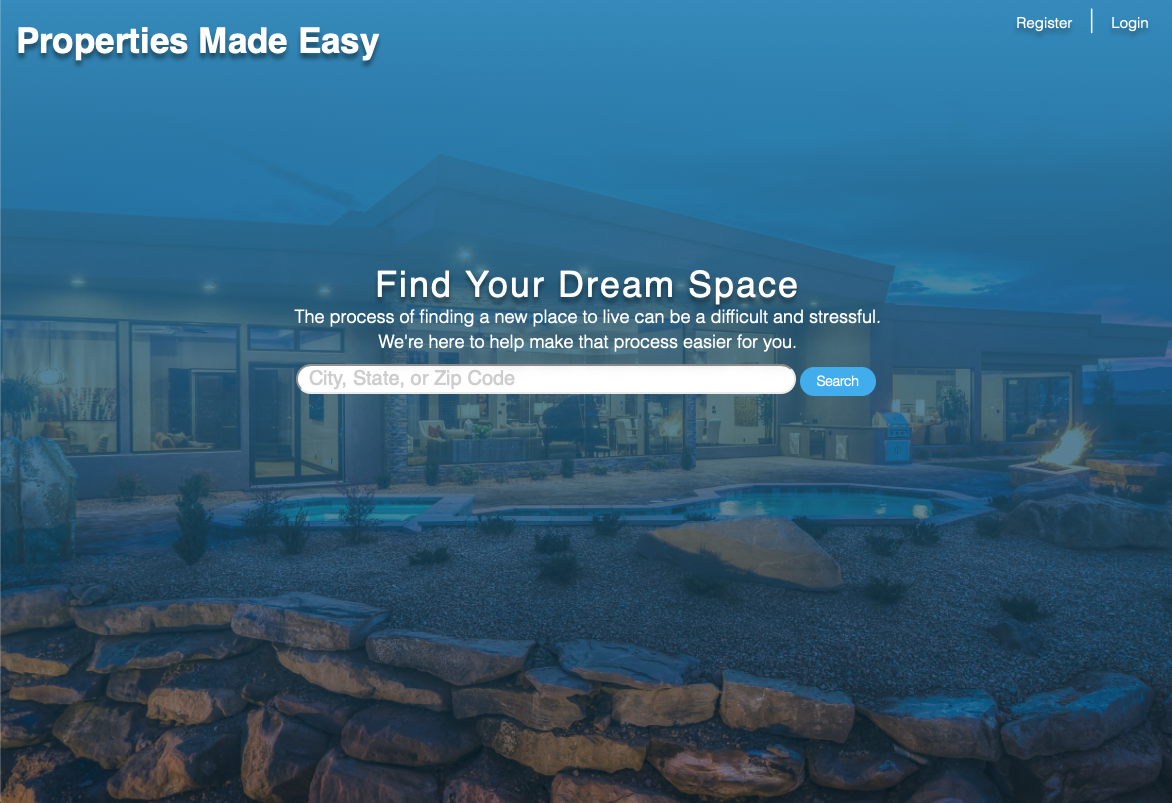 Properties Made Easy
Register
Login
Find Your Dream Space
The process of finding a new place to live can be a difficult and stressful.
We're here to help make that process easier for you.
City, State, or Zip Code
Search